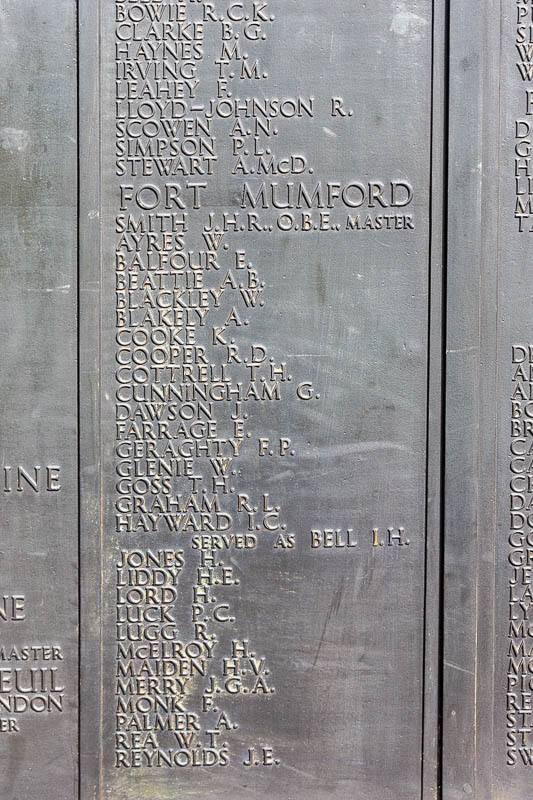 BOWIE R.C.K.
CLARKE B.G.
HAYNES M.
IRVING T.M.
LEAHEY F.
LLOYD-JOHNSON R.
SCOWEN A.N.
SIMPSON P.L.
STEWART A.McD.
FORT MUMFORD
SMITH J.H.R., O.B.E., MASTER
AYRES W.
BALFOUR E.
BEATTIE A.B.
BLACKLEY W.
BLAKELY A.
COOKE K.
COOPER R.D.
COTTRELL T.H.
CUNNINGHAM G.
DAWSON J.
FARRAGE E.
GERAGHTY F.P.
GLENIE W.
GOSS T.H.
GRAHAM R.L.
HAYWARD I.C.
SERVED AS BELL I.H.
JONES H.
LIDDY H.E.
LORD H.
LUCK P.C.
LUGG R.
McELROY H.
MAIDEN H.V.
MERRY J.G.A.
MONK F.
PALMER A.
REA W.T.
REYNOLDS J.E.
MASTER